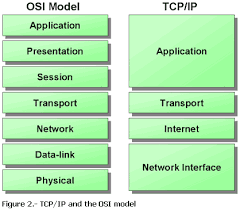 OSI Model TCP/IP
Application
Presentation
Session
Application
Transport Transport
Network Internet
Data-link
Physical
Network Interface
Figure 2.- TCP/IP and the OSI model